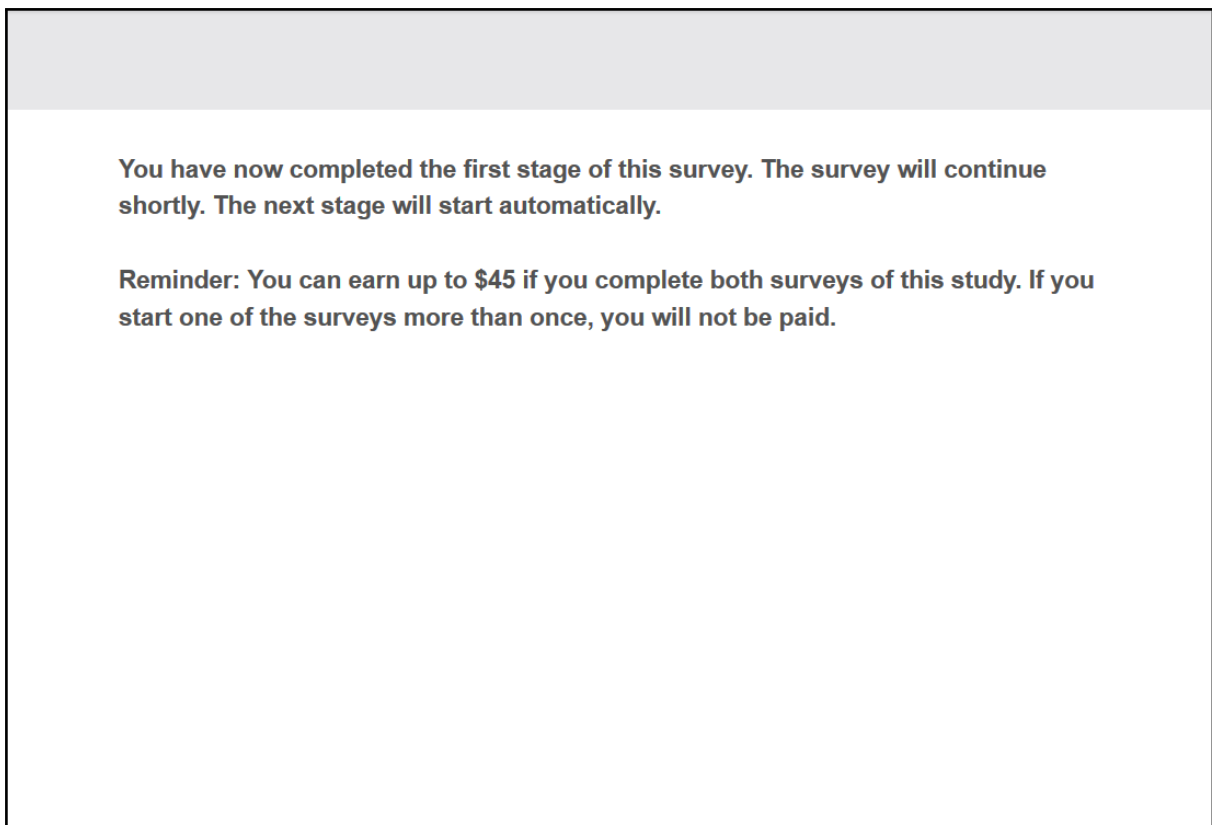 You have now completed the first stage of this survey. The survey will continue
shortly. The next stage will start automatically.
Reminder: You can earn up to $45 if you complete both surveys of this study. If you
start one of the surveys more than once, you will not be paid.